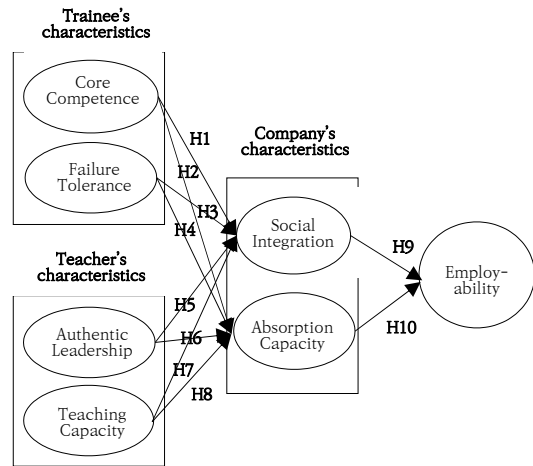 Trainee's
characteristics
Core
Competence
Failure
Tolerance
H1
H2
H3
H4
Teacher's
characteristics
Authentic
Leadership
Teaching
Capacity
H5
H6
H7
H8
Company's
characteristics
Social
Integration
Absorption
Capacity
H9
H10
Employ-
ability